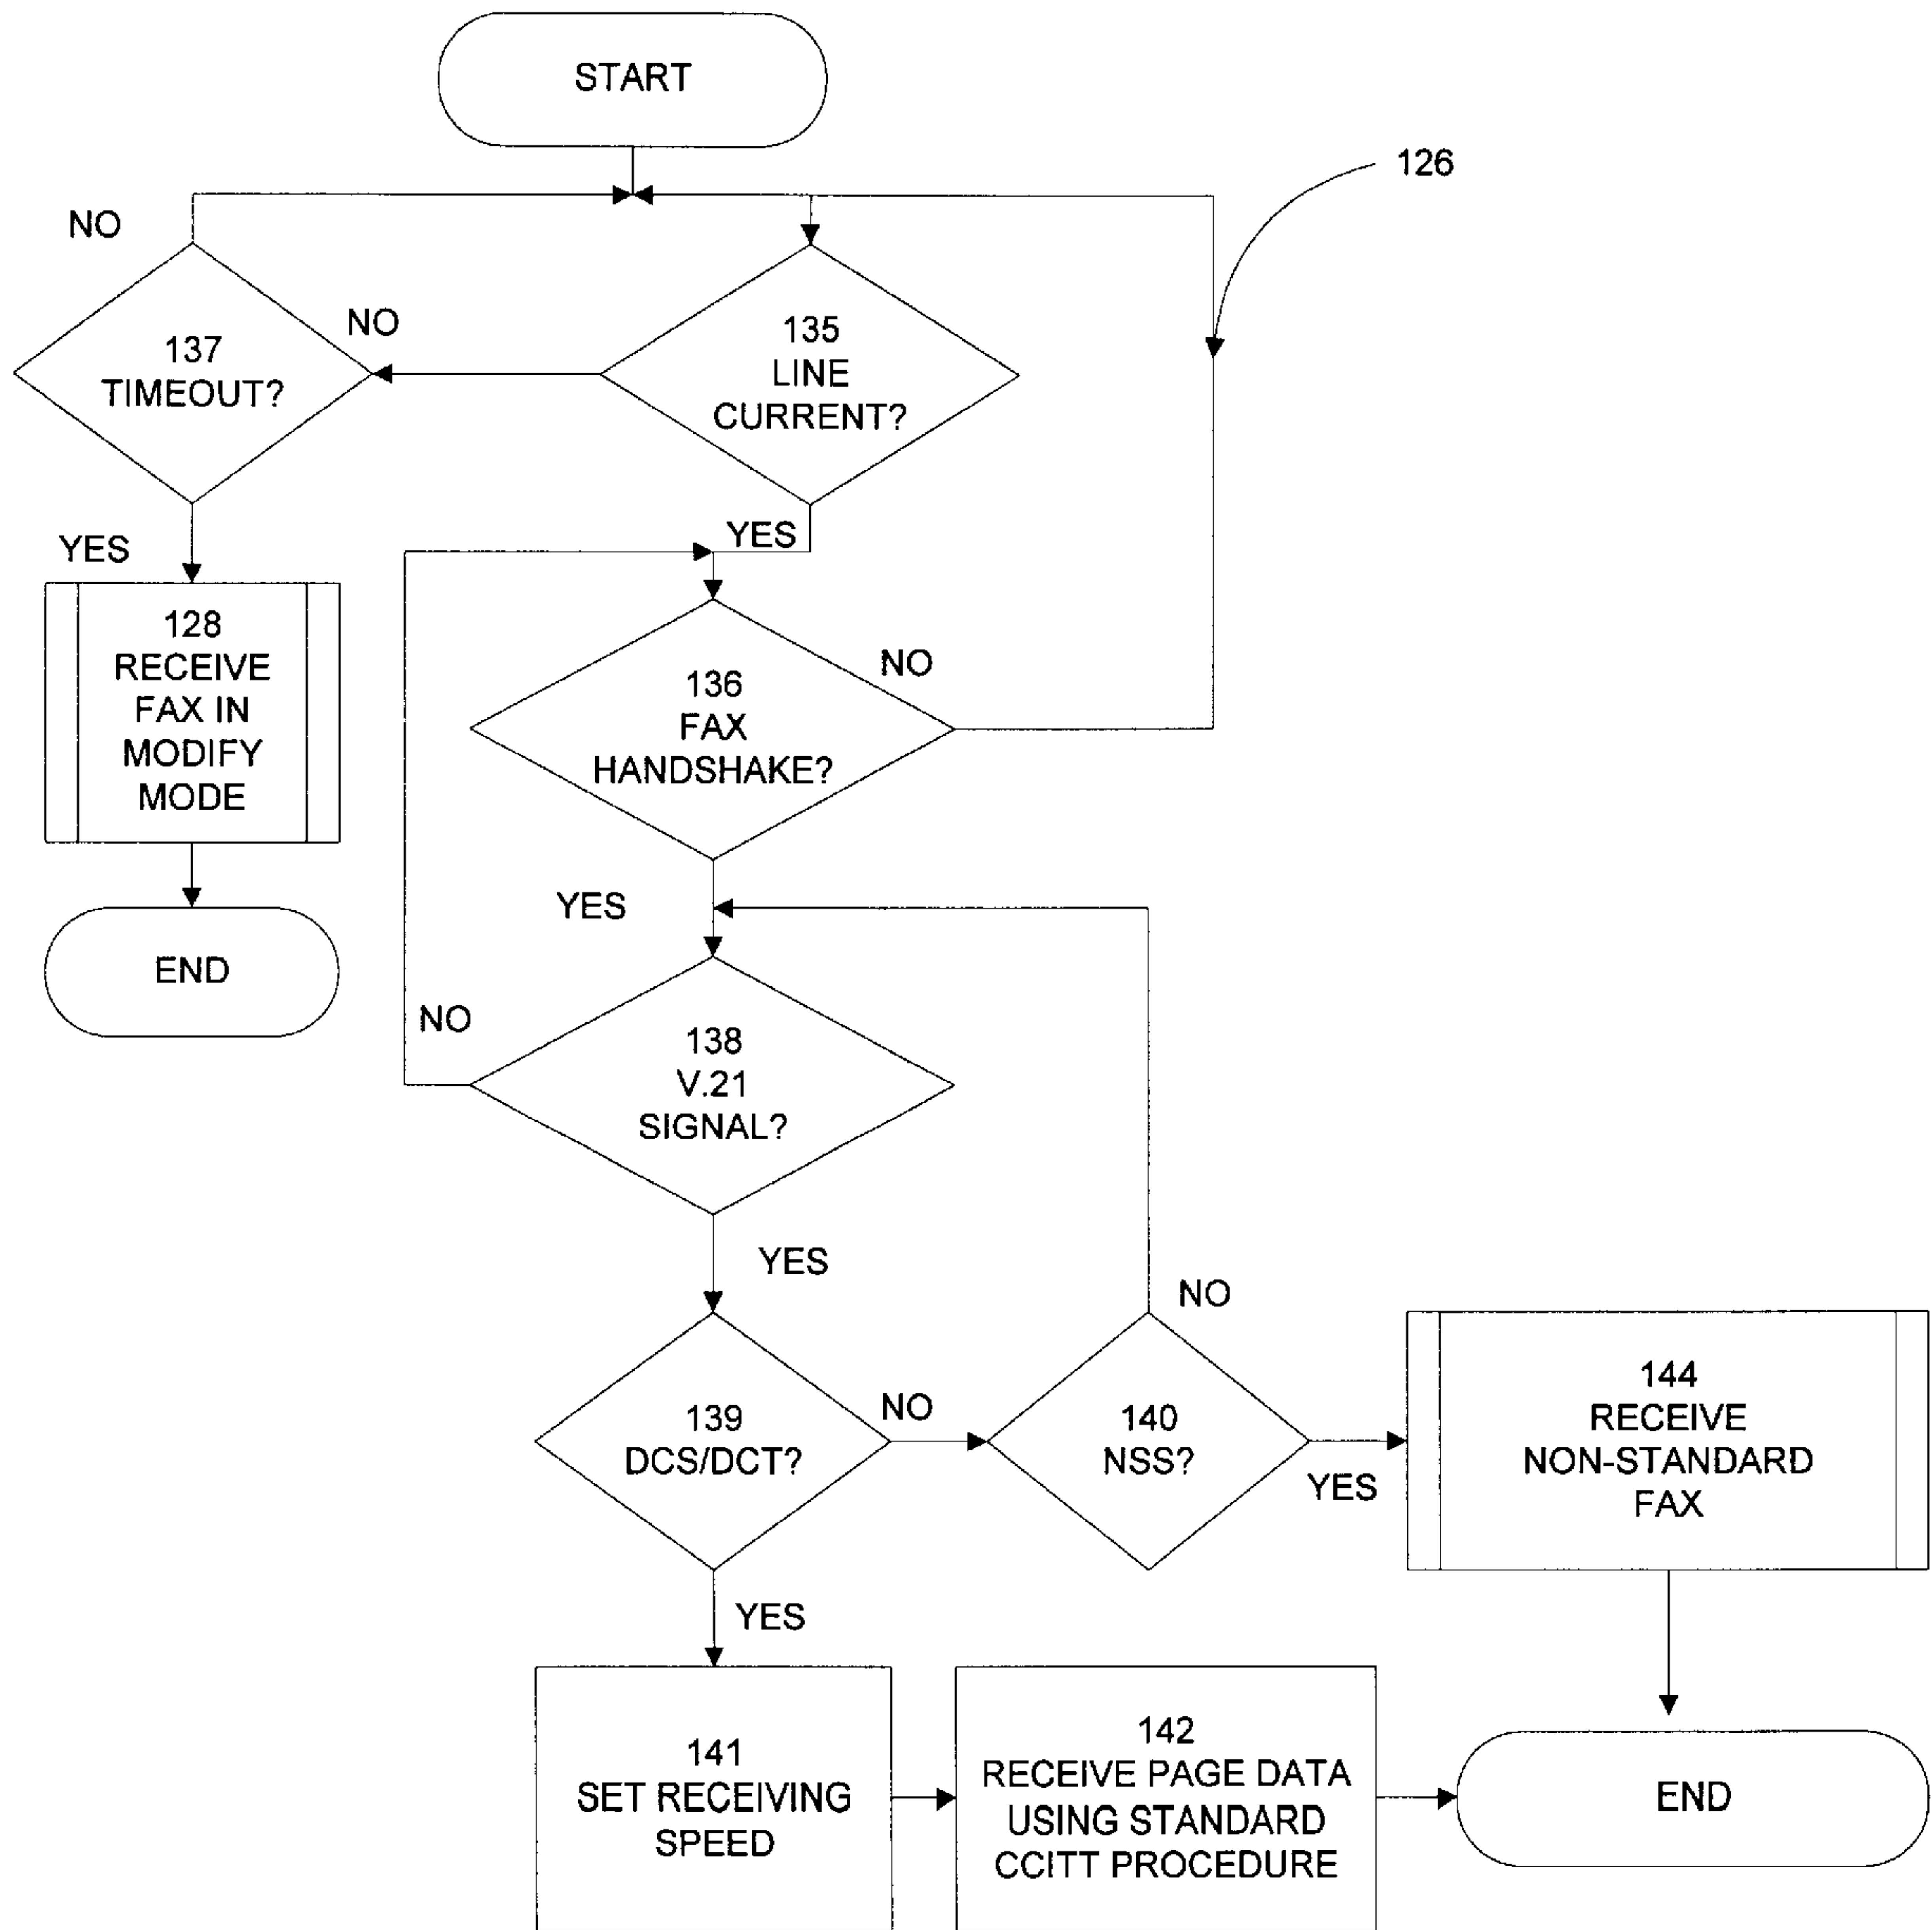 START
126
NO
137
TIMEOUT?
NO
135
LINE
CURRENT?
YES
YES
128
RECEIVE
FAX IN
MODIFY
MODE
END
136
FAX
HANDSHAKE?
NO
YES
NO
138
V.21
SIGNAL?
YES
139
DCS/DCT?
NO
140
NSS?
NO
YES
144
RECEIVE
NON-STANDARD
FAX
YES
141
SET RECEIVING
SPEED
142
RECEIVE PAGE DATA
USING STANDARD
CCITT PROCEDURE
END